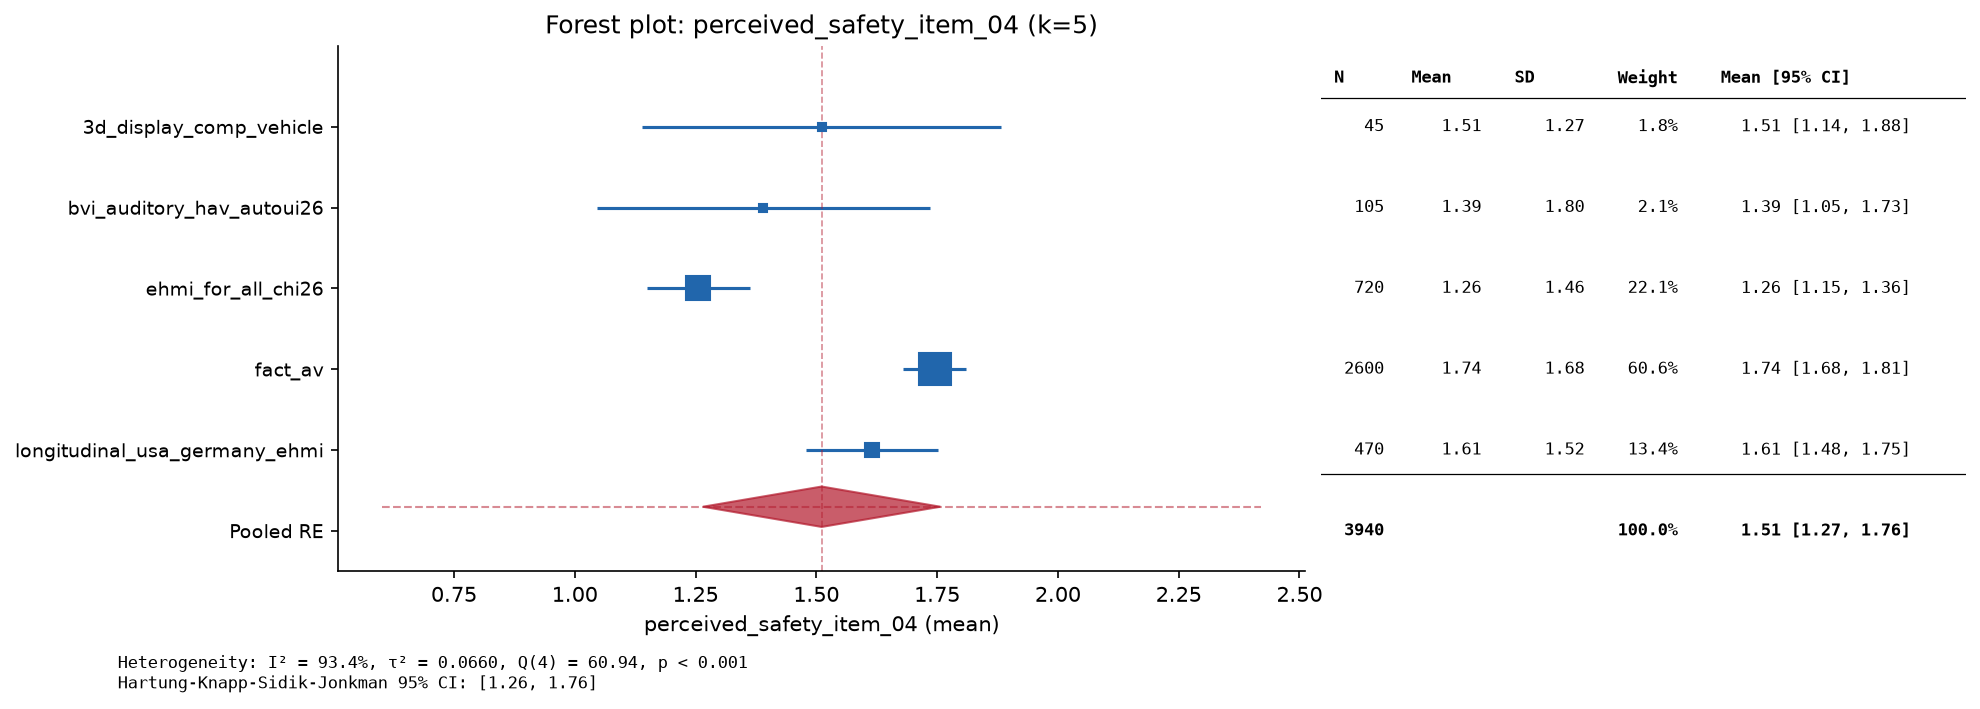 Forest plot: perceived_safety_item_04 (k=5)
N Mean SD Weight Mean [95% CI]
3d_display_comp_vehicle 45 1.51 1.27 1.8% 1.51 [1.14, 1.88]
bvi_auditory_hav_autoui26 105 1.39 1.80 2.1% 1.39 [1.05, 1.73]
ehmi_for_all_chi26 720 1.26 1.46 22.1% 1.26 [1.15, 1.36]
fact_av 2600 1.74 1.68 60.6% 1.74 [1.68, 1.81]
longitudinal_usa_germany_ehmi 470 1.61 1.52 13.4% 1.61 [1.48, 1.75]
Pooled RE 3940 100.0% 1.51 [1.27, 1.76]
0.75 1.00 1.25 1.50 1.75 2.00 2.25 2.50
perceived_safety_item_04 (mean)
Heterogeneity: I² = 93.4%, τ² = 0.0660, Q(4) = 60.94, p < 0.001
Hartung-Knapp-Sidik-Jonkman 95% CI: [1.26, 1.76]